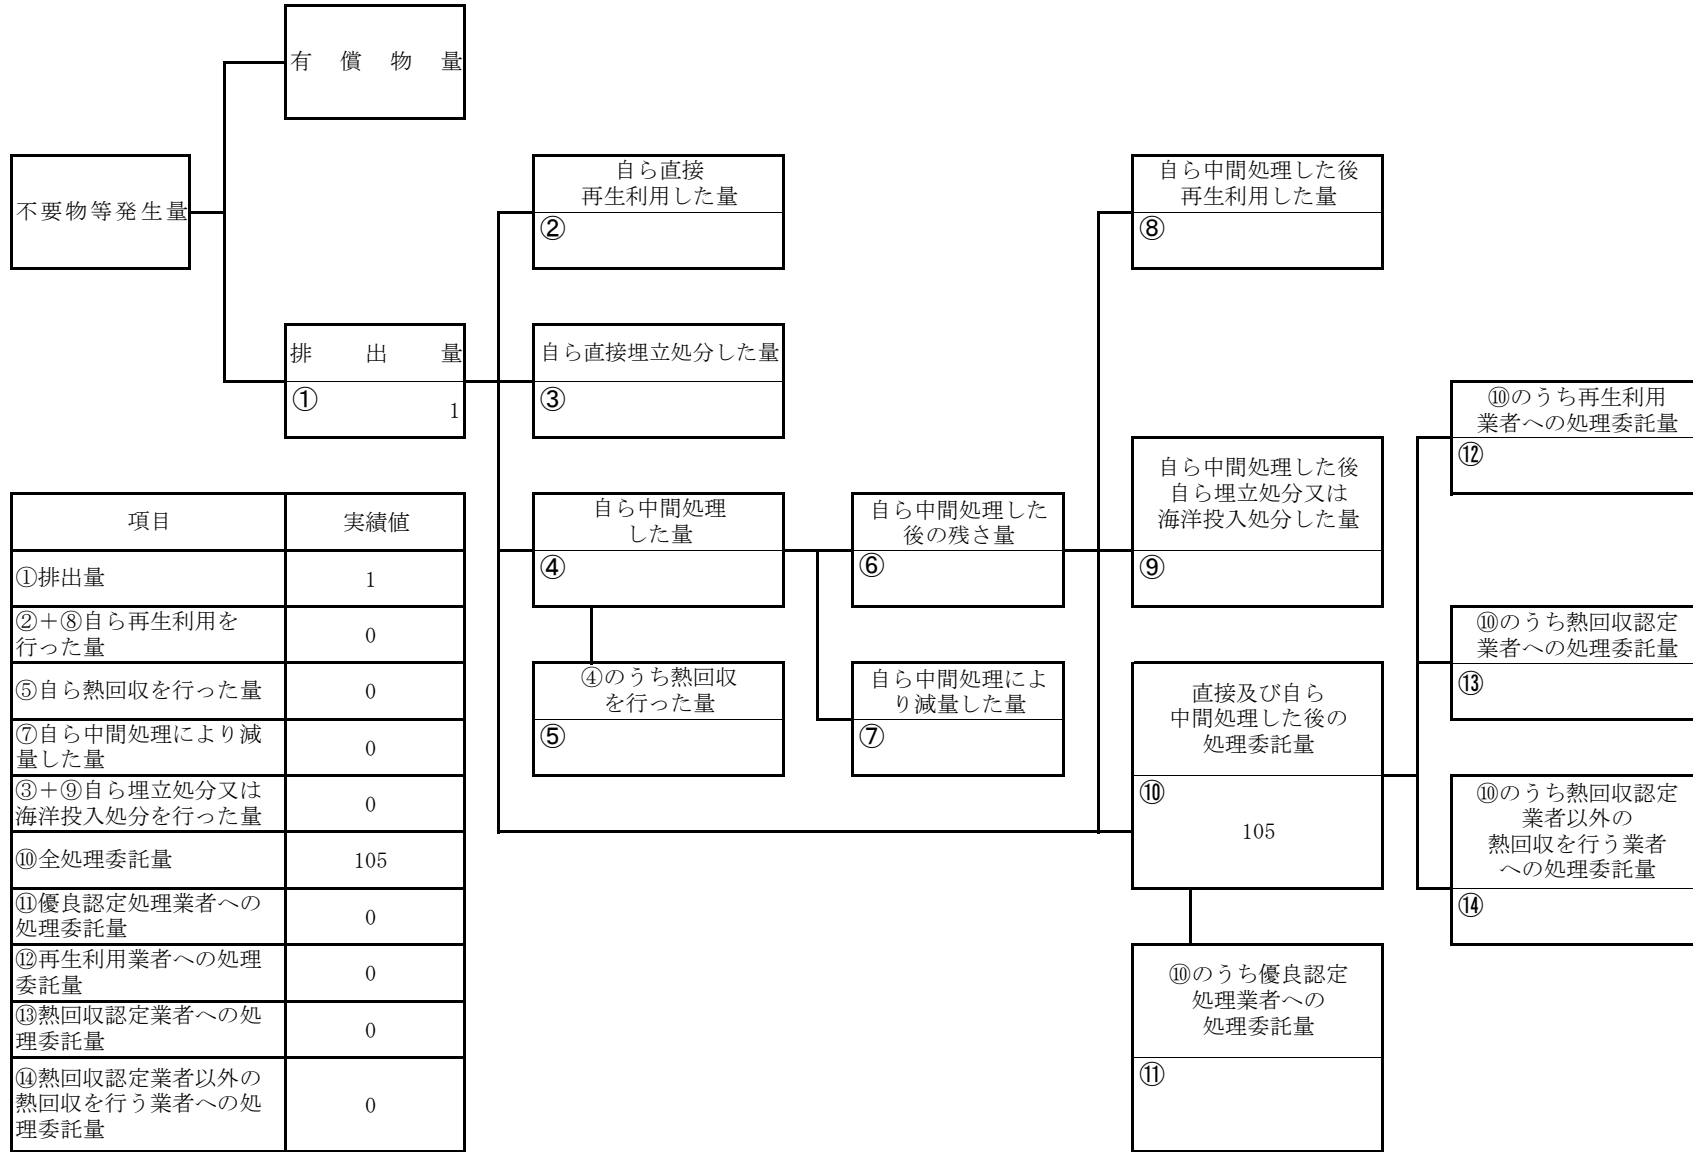 有償物量
不要物等発生量
排出量
①
1
自ら直接
再生利用した量
②
自ら直接埋立処分した量
③
自ら中間処理
した量
④
④のうち熱回収
を行った量
⑤
自ら中間処理した
後の残さ量
⑥
自ら中間処理によ
り減量した量
⑦
自ら中間処理した後
再生利用した量
⑧
自ら中間処理した後
自ら埋立処分又は
海洋投入処分した量
⑨
直接及び自ら
中間処理した後の
処理委託量
⑩
105
⑩のうち優良認定
処理業者への
処理委託量
⑪
⑩のうち再生利用
業者への処理委託量
⑫
⑩のうち熱回収認定
業者への処理委託量
⑬
⑩のうち熱回収認定
業者以外の
熱回収を行う業者
への処理委託量
⑭
項目 実績値
①排出量 1
②＋⑧自ら再生利用を
行った量 0
⑤自ら熱回収を行った量 0
⑦自ら中間処理により減
量した量 0
③＋⑨自ら埋立処分又は
海洋投入処分を行った量 0
⑩全処理委託量 105
⑪優良認定処理業者への
処理委託量 0
⑫再生利用業者への処理
委託量 0
⑬熱回収認定業者への処
理委託量 0
⑭熱回収認定業者以外の
熱回収を行う業者への処 0
理委託量